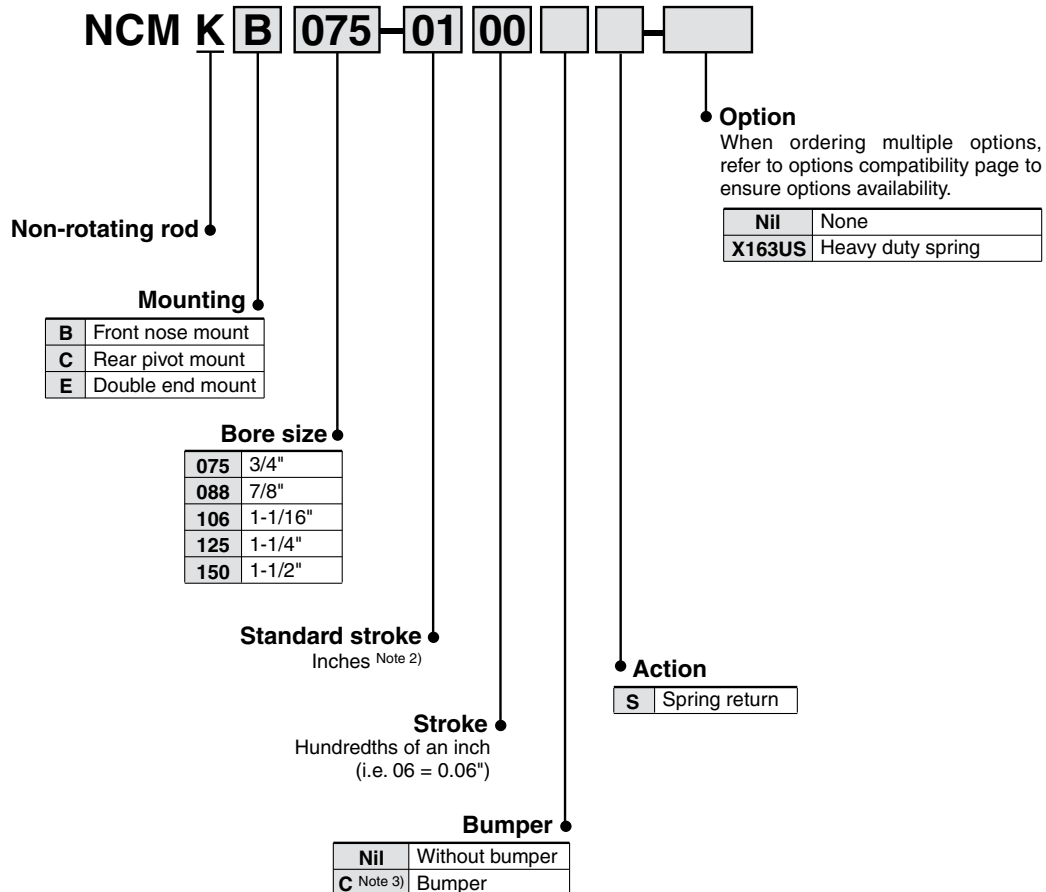 NCM K B 075-01 00 -
Option
When ordering multiple options,
refer to options compatibility page to
ensure options availability.
Nil None
X163US Heavy duty spring
Non-rotating rod
Mounting
B Front nose mount
C Rear pivot mount
E Double end mount
Bore size
075 3/4"
088 7/8"
106 1-1/16"
125 1-1/4"
150 1-1/2"
Standard stroke
Inches Note 2)
Action
S Spring return
Stroke
Hundredths of an inch
(i.e. 06 = 0.06")
Bumper
Nil Without bumper
C Note 3) Bumper